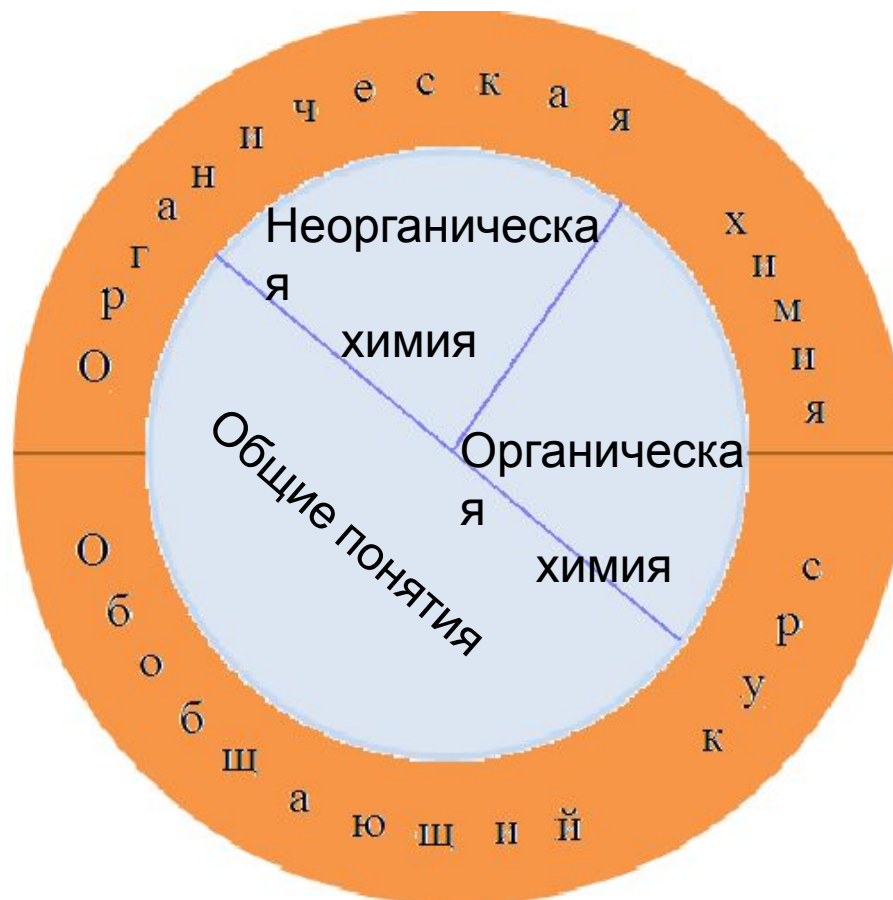 Органическая химия
Неорганическа
я
химия
Органическа
я
химия
Общие понятия
Обобщающий курс